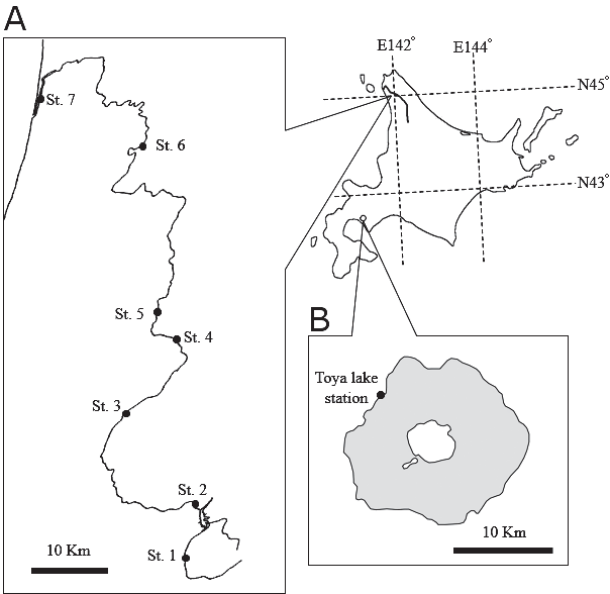 A
E142°
E144°
N45°
St. 7
St. 6
N43°
St. 5
St. 4
B
Toya lake
station
St. 3
St. 2
10 Km
St. 1
10 Km